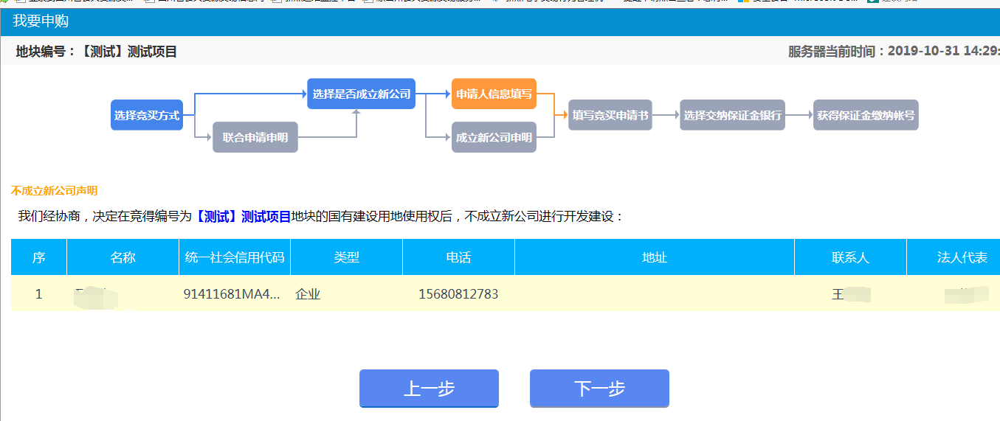 我要申购
地块编号：【测试】测试项目
服务器当前时间：2019-10-31 14:29:
选择竞买方式
选择是否成立新公司
申请人信息填写
填写竞买申请书
选择交纳保证金银行
获得保证金缴纳帐号
联合申请申明
成立新公司申明
不成立新公司声明
我们经协商，决定在竞得编号为【测试】测试项目地块的国有建设用地使用权后，不成立新公司进行开发建设：
序 名称 统一社会信用代码 类型 电话 地址 联系人 法人代表
1 91411681MA4... 企业 15680812783 王
上一步 下一步